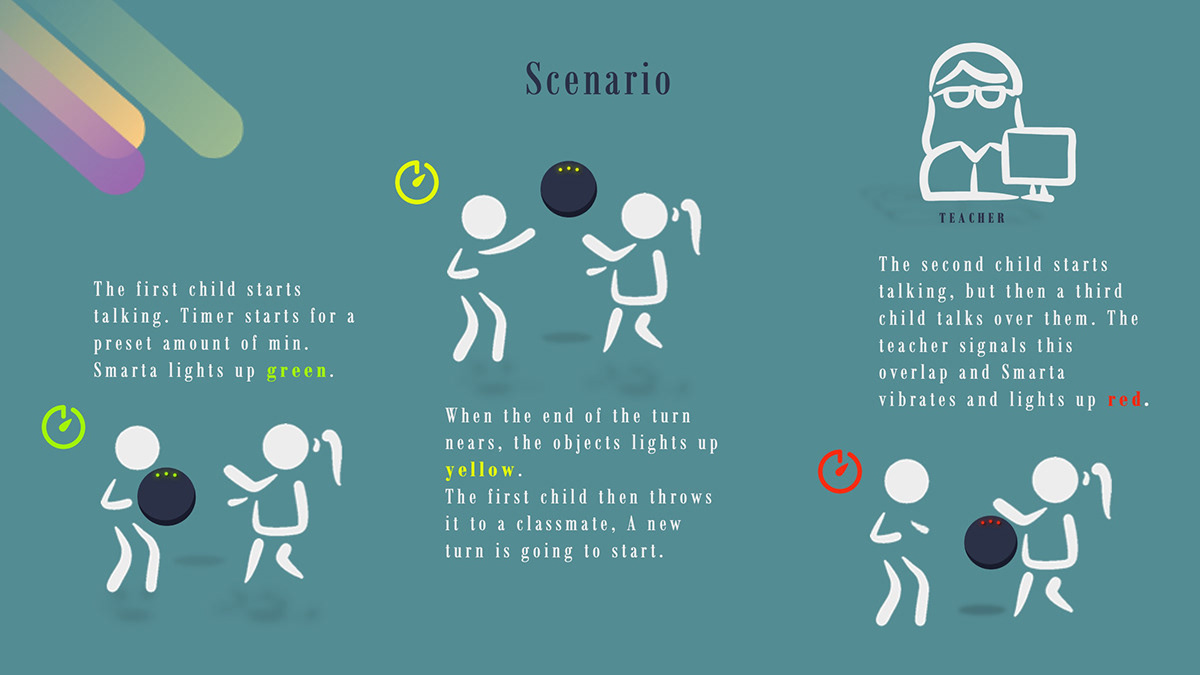 Scenario
The first child starts
talking. Timer starts for a
preset amount of min.
Smarta lights up green.
When the end of the turn
nears, the objects lights up
yellow.
The first child then throws
it to a classmate, A new
turn is going to start.
TEACHER
The second child starts
talking, but then a third
child talks over them. The
teacher signals this
overlap and Smarta
vibrates and lights up red.